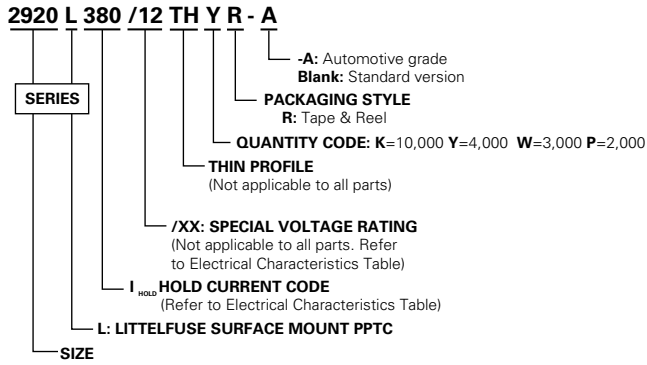 2920 L 380 /12 TH Y R - A
-A: Automotive grade
Blank: Standard version
SERIES
PACKAGING STYLE
R: Tape & Reel
QUANTITY CODE: K=10,000 Y=4,000 W=3,000 P=2,000
THIN PROFILE
(Not applicable to all parts)
/XX: SPECIAL VOLTAGE RATING
(Not applicable to all parts. Refer
to Electrical Characteristics Table)
I HOLD HOLD CURRENT CODE
(Refer to Electrical Characteristics Table)
L: LITTELFUSE SURFACE MOUNT PPTC
SIZE